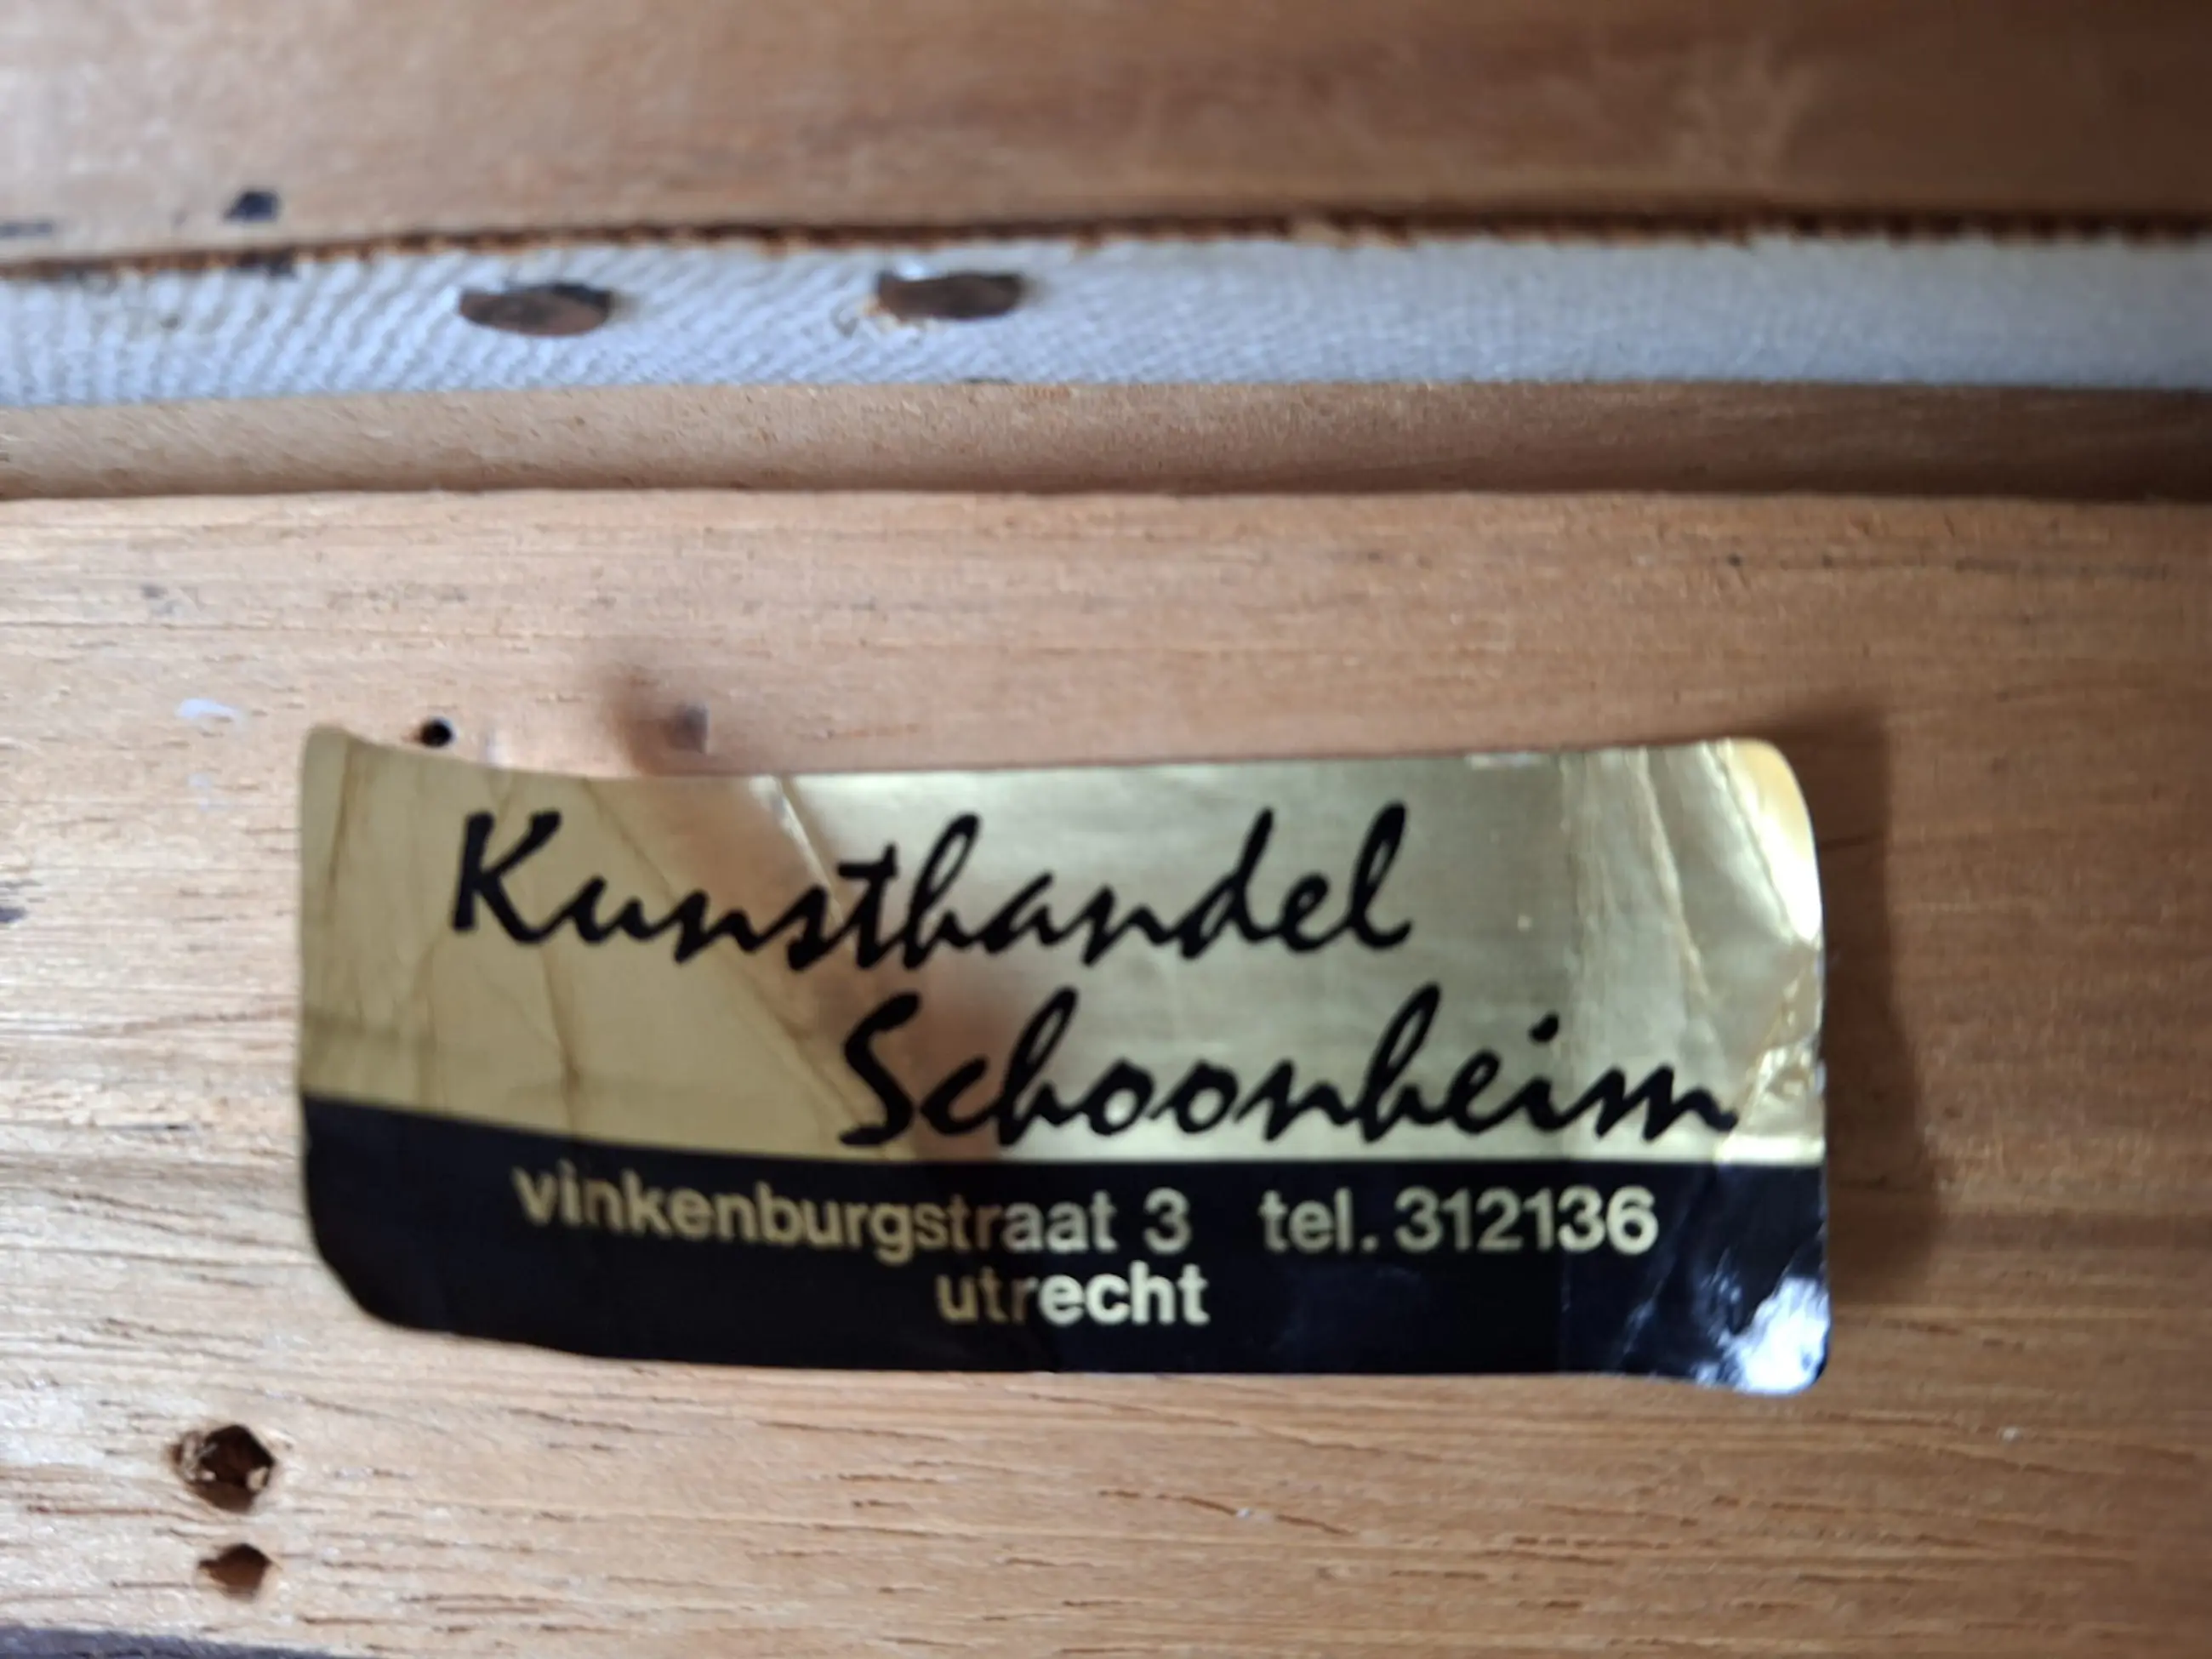 Kunsthandel
Schoonheim
vinkenburgstraat 3 tel. 312136
utrecht